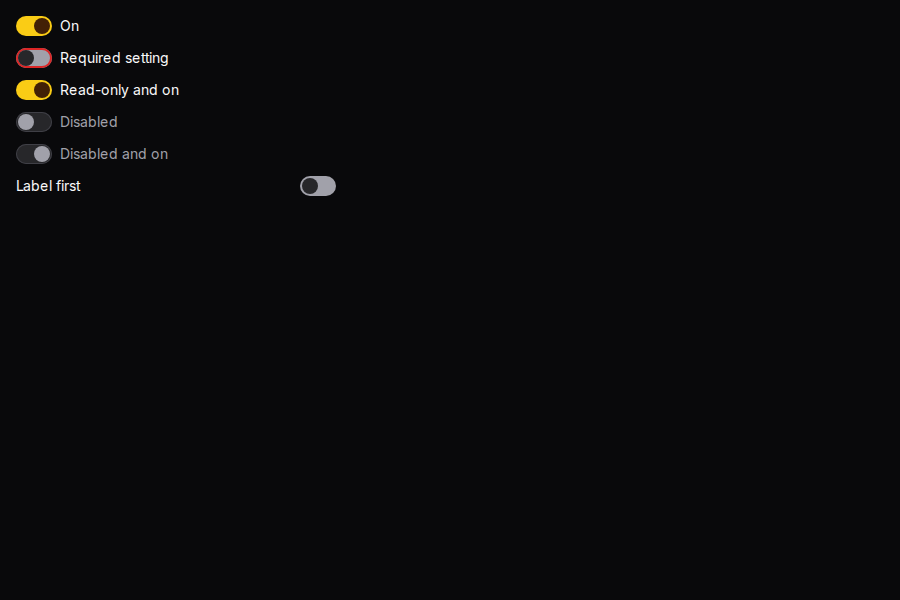 On
Required setting
Read-only and on
Disabled
Disabled and on
Label first